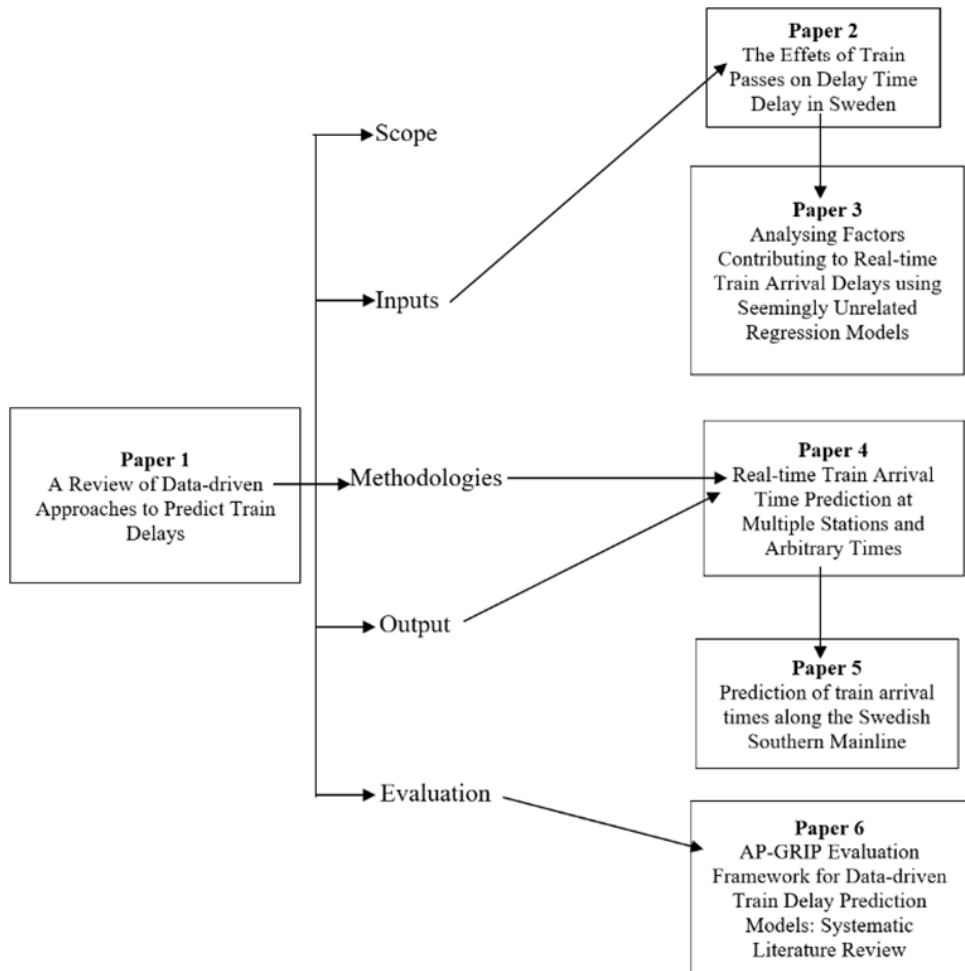 Paper 1
A Review of Data-driven
Approaches to Predict Train
Delays
Scope
Inputs
Methodologies
Output
Evaluation
Paper 2
The Effets of Train
Passes on Delay Time
Delay in Sweden
Paper 3
Analysing Factors
Contributing to Real-time
Train Arrival Delays using
Seemingly Unrelated
Regression Models
Paper 4
Real-time Train Arrival
Time Prediction at
Multiple Stations and
Arbitrary Times
Paper 5
Prediction of train arrival
times along the Swedish
Southern Mainline
Paper 6
AP-GRIP Evaluation
Framework for Data-driven
Train Delay Prediction
Models: Systematic
Literature Review